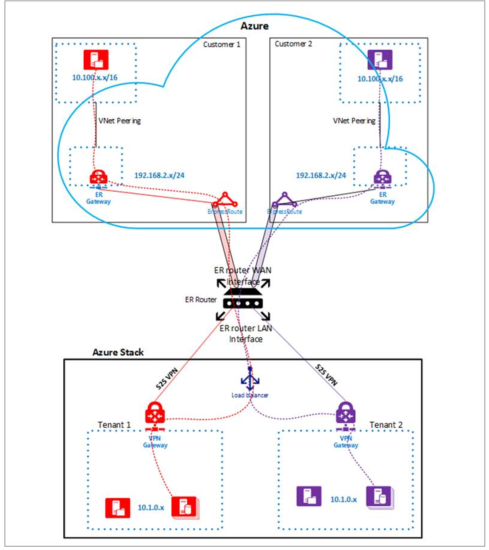 Azure
Customer 1
Customer 2
10.100.x.x/16
10.100.x.x/16
VNet Peering
VNet Peering
192.168.2.x/24
192.168.2.x/24
ER
Gateway
ExpressRoute
ExpressRoute
ER
Gateway
ER router WAN
Interface
ER Router
ER router LAN
Interface
Azure Stack
S2S VPN
S2S VPN
Load balancer
Tenant 1
VPN
Gateway
VPN
Gateway
Tenant 2
10.1.0.x
10.1.0.x